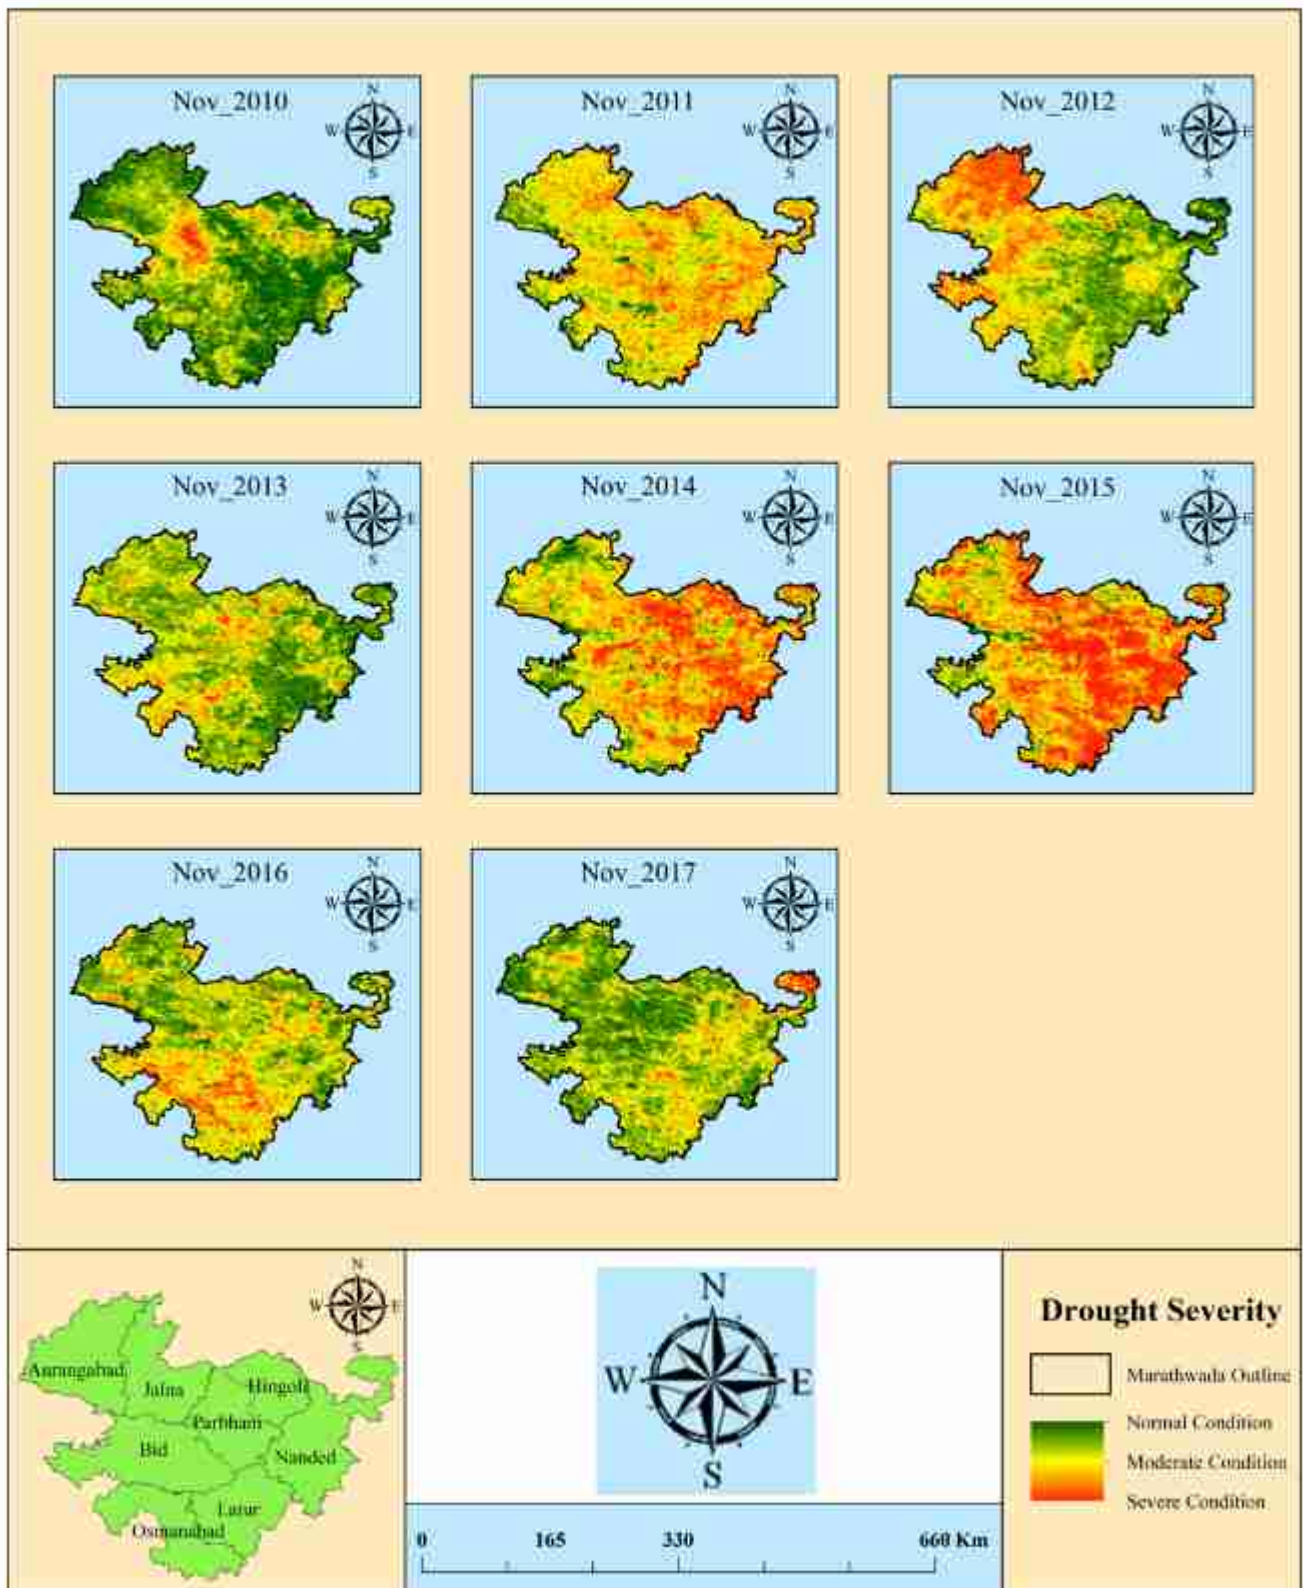 Nov_2010
N
W E
S
Nov_2011
N
W E
S
Nov_2012
N
W E
S
Nov_2013
N
W E
S
Nov_2014
N
W E
S
Nov_2015
N
W E
S
Nov_2016
N
W E
S
Nov_2017
N
W E
S
N
W E
S
Aurangabad
Jalna
Hingoli
Parbhani
Bid
Nanded
Latur
Osmanabad
N
W E
S
0 165 330 660 Km
Drought Severity
Marathwada Outline
Normal Condition
Moderate Condition
Severe Condition